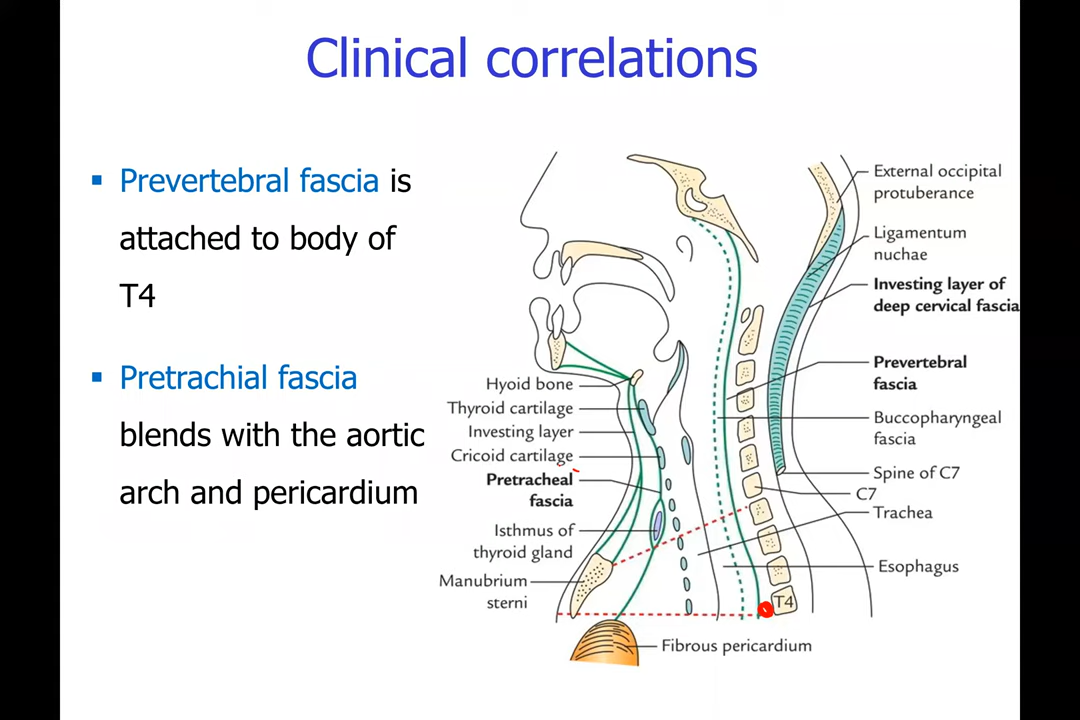 Clinical correlations
▪ Prevertebral fascia is
attached to body of
T4
▪ Pretrachial fascia
blends with the aortic
arch and pericardium
Hyoid bone
Thyroid cartilage
Investing layer
Cricoid cartilage
Pretracheal
fascia
Isthmus of
thyroid gland
Manubrium
sterni
External occipital
protuberance
Ligamentum
nuchae
Investing layer of
deep cervical fascia
Prevertebral
fascia
Buccopharyngeal
fascia
Spine of C7
C7
Trachea
Esophagus
T4
Fibrous pericardium